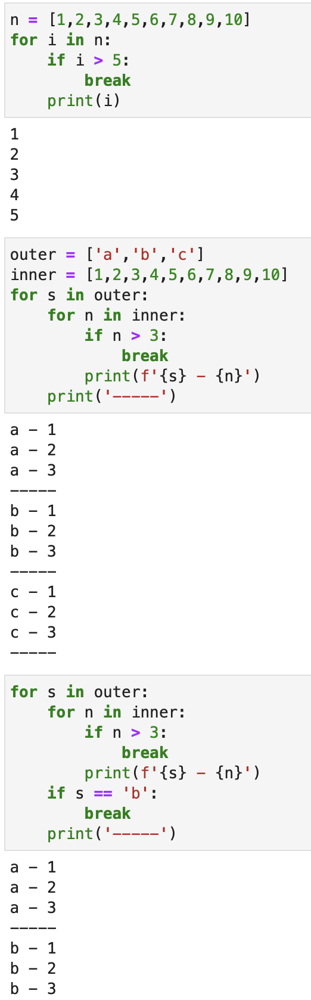 n = [1,2,3,4,5,6,7,8,9,10]
for i in n:
    if i > 5:
        break
    print(i)
1
2
3
4
5
outer = ['a','b','c']
inner = [1,2,3,4,5,6,7,8,9,10]
for s in outer:
    for n in inner:
        if n > 3:
            break
        print(f'{s} - {n}')
    print('-----')
a - 1
a - 2
a - 3
-----
b - 1
b - 2
b - 3
-----
c - 1
c - 2
c - 3
-----
for s in outer:
    for n in inner:
        if n > 3:
            break
        print(f'{s} - {n}')
    if s == 'b':
        break
    print('-----')
a - 1
a - 2
a - 3
-----
b - 1
b - 2
b - 3